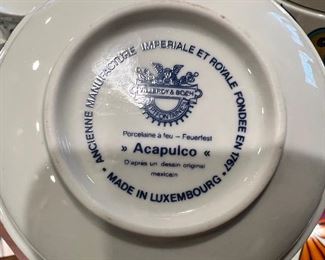 ANCIENNE MANUFACTURE IMPERIALE ET ROYALE FONDEE EN 1767
VILLEROY & BOCH
Porcelaine à feu – Feuerfest
» Acapulco «
D'après un dessin original
mexicain
• MADE IN LUXEMBOURG •